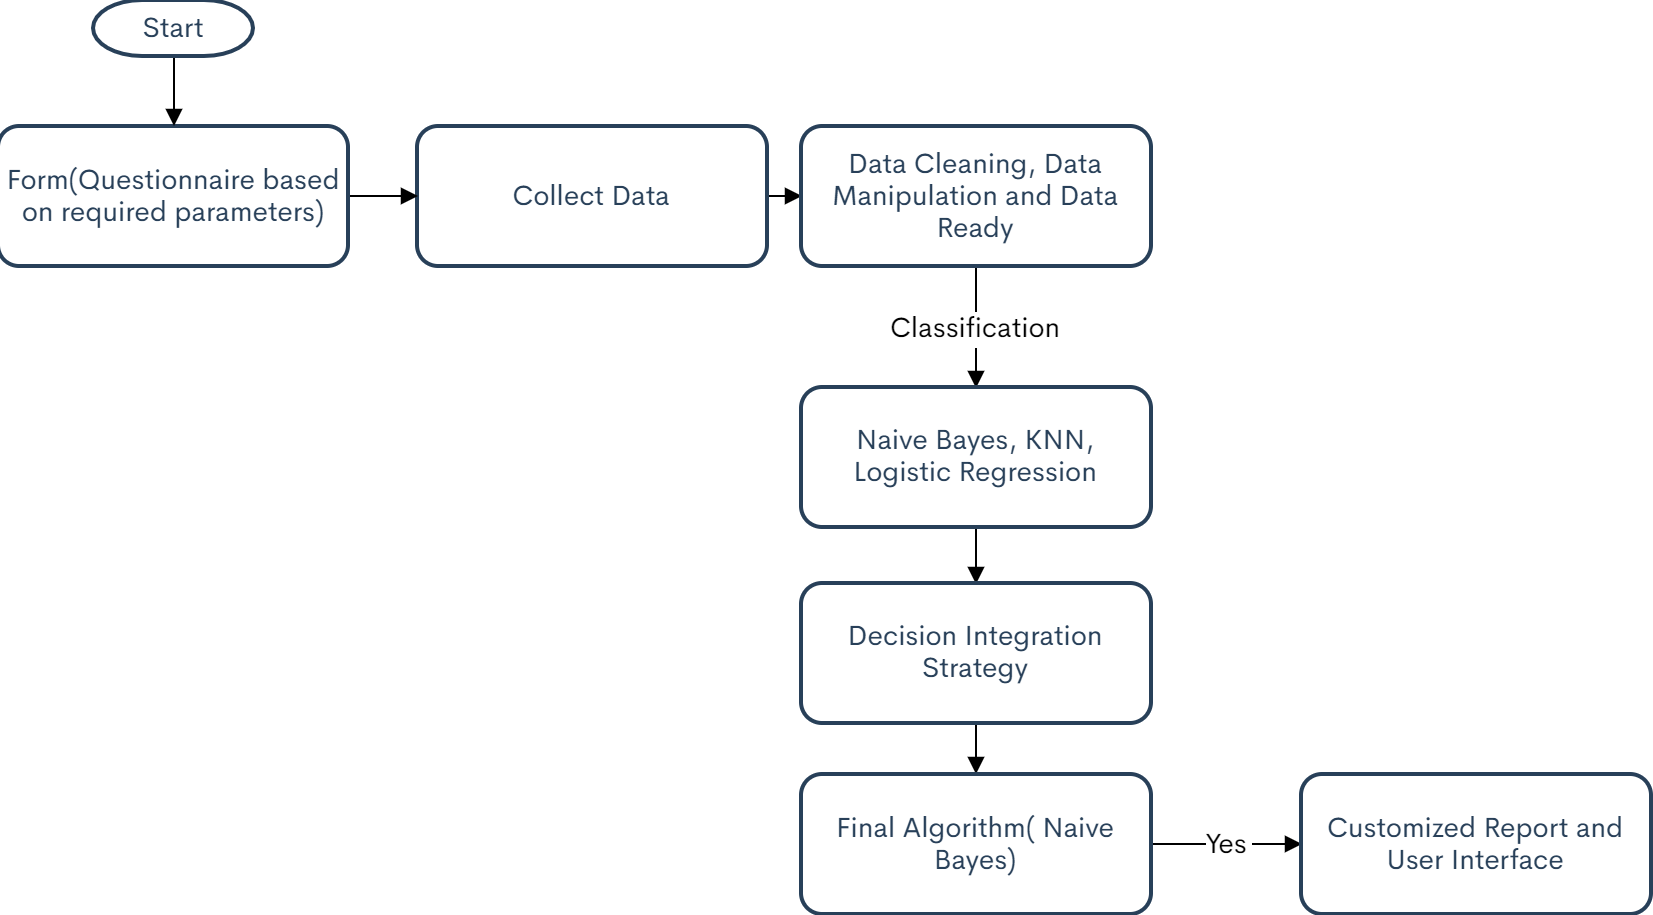 Start
Form(Questionnaire based
on required parameters)
Collect Data
Data Cleaning, Data
Manipulation and Data
Ready
Classification
Naive Bayes, KNN,
Logistic Regression
Decision Integration
Strategy
Final Algorithm( Naive
Bayes)
Yes
Customized Report and
User Interface